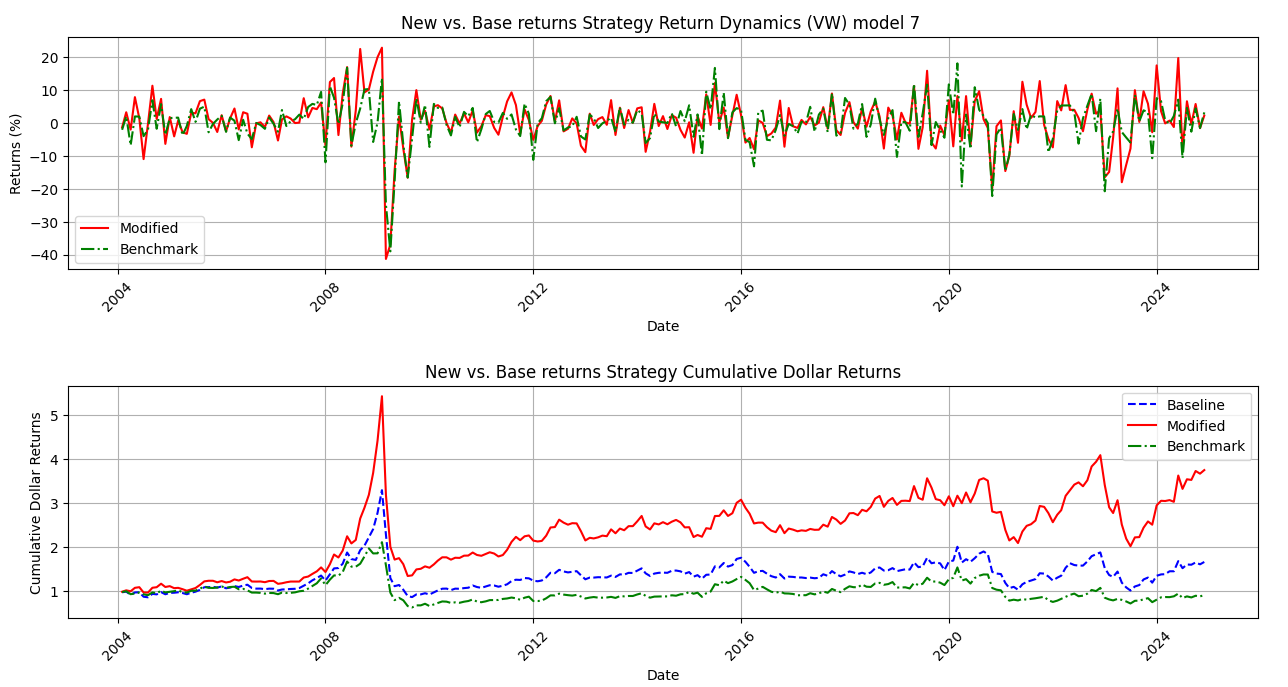 New vs. Base returns Strategy Return Dynamics (VW) model 7
Returns (%)
20
10
0
−10
−20
−30
−40
Modified
Benchmark
2004
2008
2012
2016
2020
2024
Date
New vs. Base returns Strategy Cumulative Dollar Returns
Cumulative Dollar Returns
5
4
3
2
1
Baseline
Modified
Benchmark
2004
2008
2012
2016
2020
2024
Date